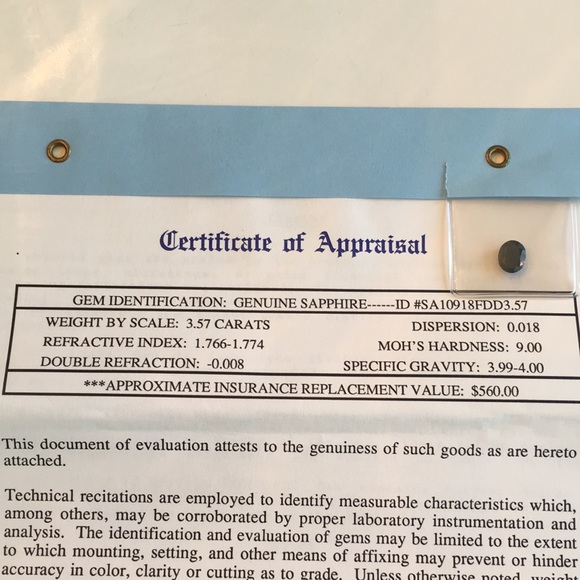 Certificate of Appraisal
GEM IDENTIFICATION: GENUINE SAPPHIRE------ID #SA10918FDD3.57
WEIGHT BY SCALE: 3.57 CARATS DISPERSION: 0.018
REFRACTIVE INDEX: 1.766-1.774 MOH'S HARDNESS: 9.00
DOUBLE REFRACTION: -0.008 SPECIFIC GRAVITY: 3.99-4.00
***APPROXIMATE INSURANCE REPLACEMENT VALUE: $560.00
This document of evaluation attests to the genuiness of such goods as are hereto
attached.
Technical recitations are employed to identify measurable characteristics which,
among others, may be corroborated by proper laboratory instrumentation and
analysis. The identification and evaluation of gems may be limited to the extent
to which mounting, setting, and other means of affixing may prevent or hinder
accuracy in color, clarity or cutting as to grade. Unless otherwise noted, weight